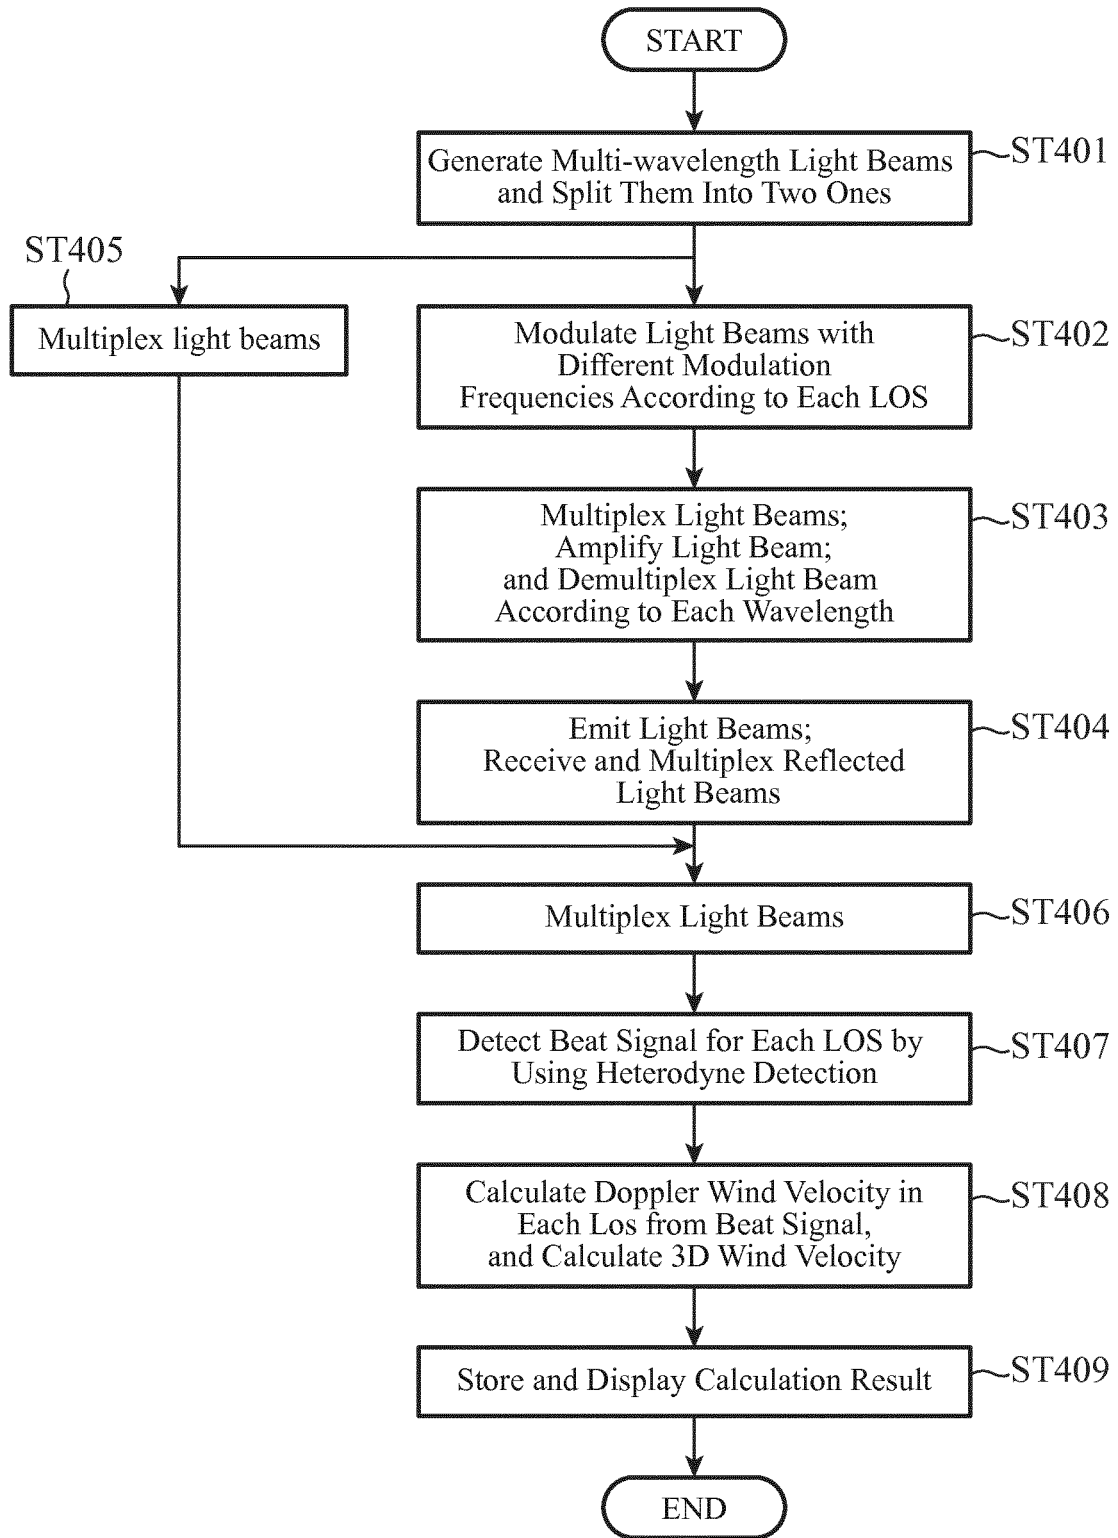 START
Generate Multi-wavelength Light Beams
and Split Them Into Two Ones
ST401
ST405
Multiplex light beams
Modulate Light Beams with
Different Modulation
Frequencies According to Each LOS
ST402
Multiplex Light Beams;
Amplify Light Beam;
and Demultiplex Light Beam
According to Each Wavelength
ST403
Emit Light Beams;
Receive and Multiplex Reflected
Light Beams
ST404
Multiplex Light Beams
ST406
Detect Beat Signal for Each LOS by
Using Heterodyne Detection
ST407
Calculate Doppler Wind Velocity in
Each Los from Beat Signal,
and Calculate 3D Wind Velocity
ST408
Store and Display Calculation Result
ST409
END